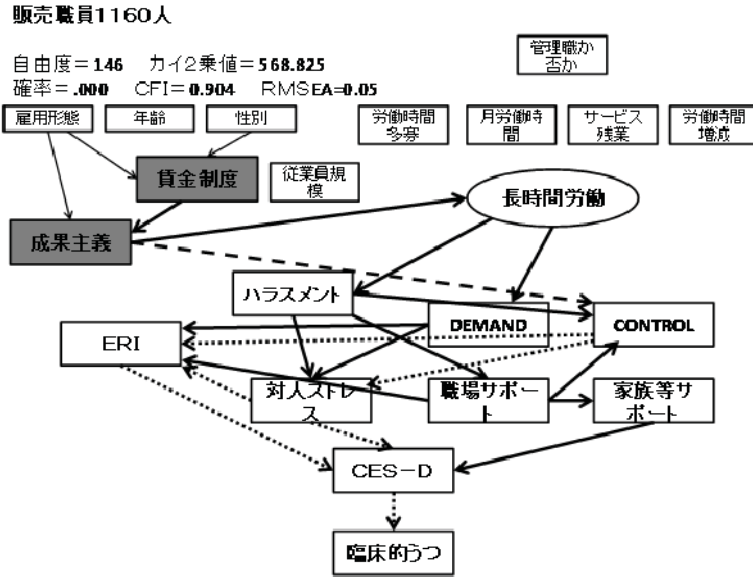 販売職員1160人
自由度＝146　カイ2乗値＝568.825
確率＝.000　CFI＝0.904　RMSEA=0.05
管理職か
否か
雇用形態
年齢
性別
労働時間
多寡
月労働時
間
サービス
残業
労働時間
増減
賃金制度
従業員規
模
長時間労働
成果主義
ハラスメント
DEMAND
CONTROL
ERI
対人ストレ
ス
職場サポー
ト
家族等サ
ポート
CES－D
臨床的うつ